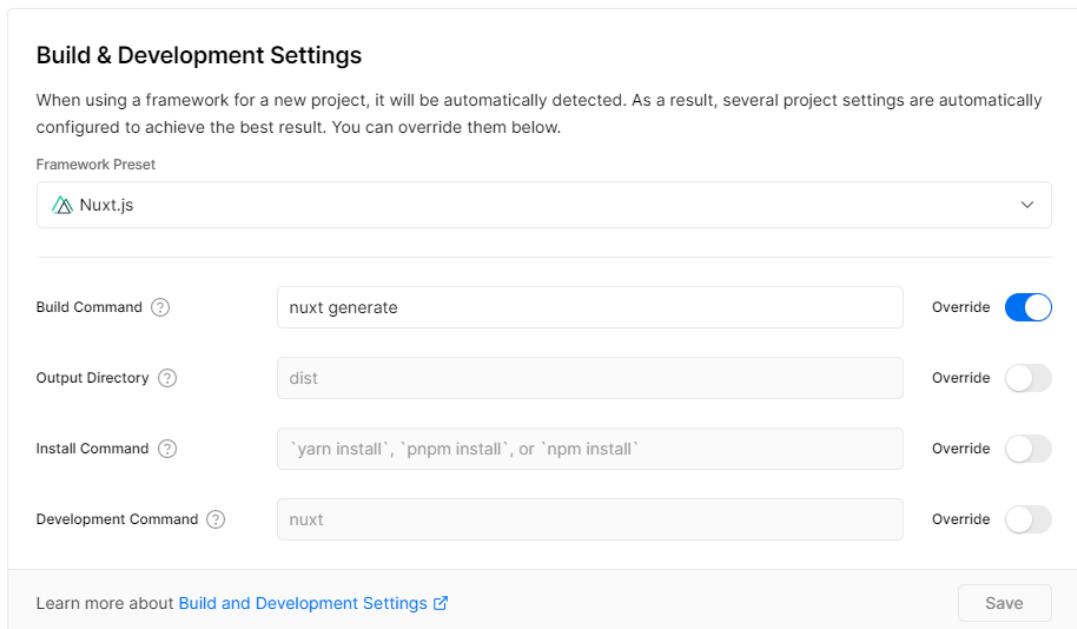 Build & Development Settings
When using a framework for a new project, it will be automatically detected. As a result, several project settings are automatically
configured to achieve the best result. You can override them below.
Framework Preset
Nuxt.js
Build Command ?
nuxt generate
Override
Output Directory ?
dist
Override
Install Command ?
`yarn install`, `pnpm install`, or `npm install`
Override
Development Command ?
nuxt
Override
Learn more about Build and Development Settings
Save